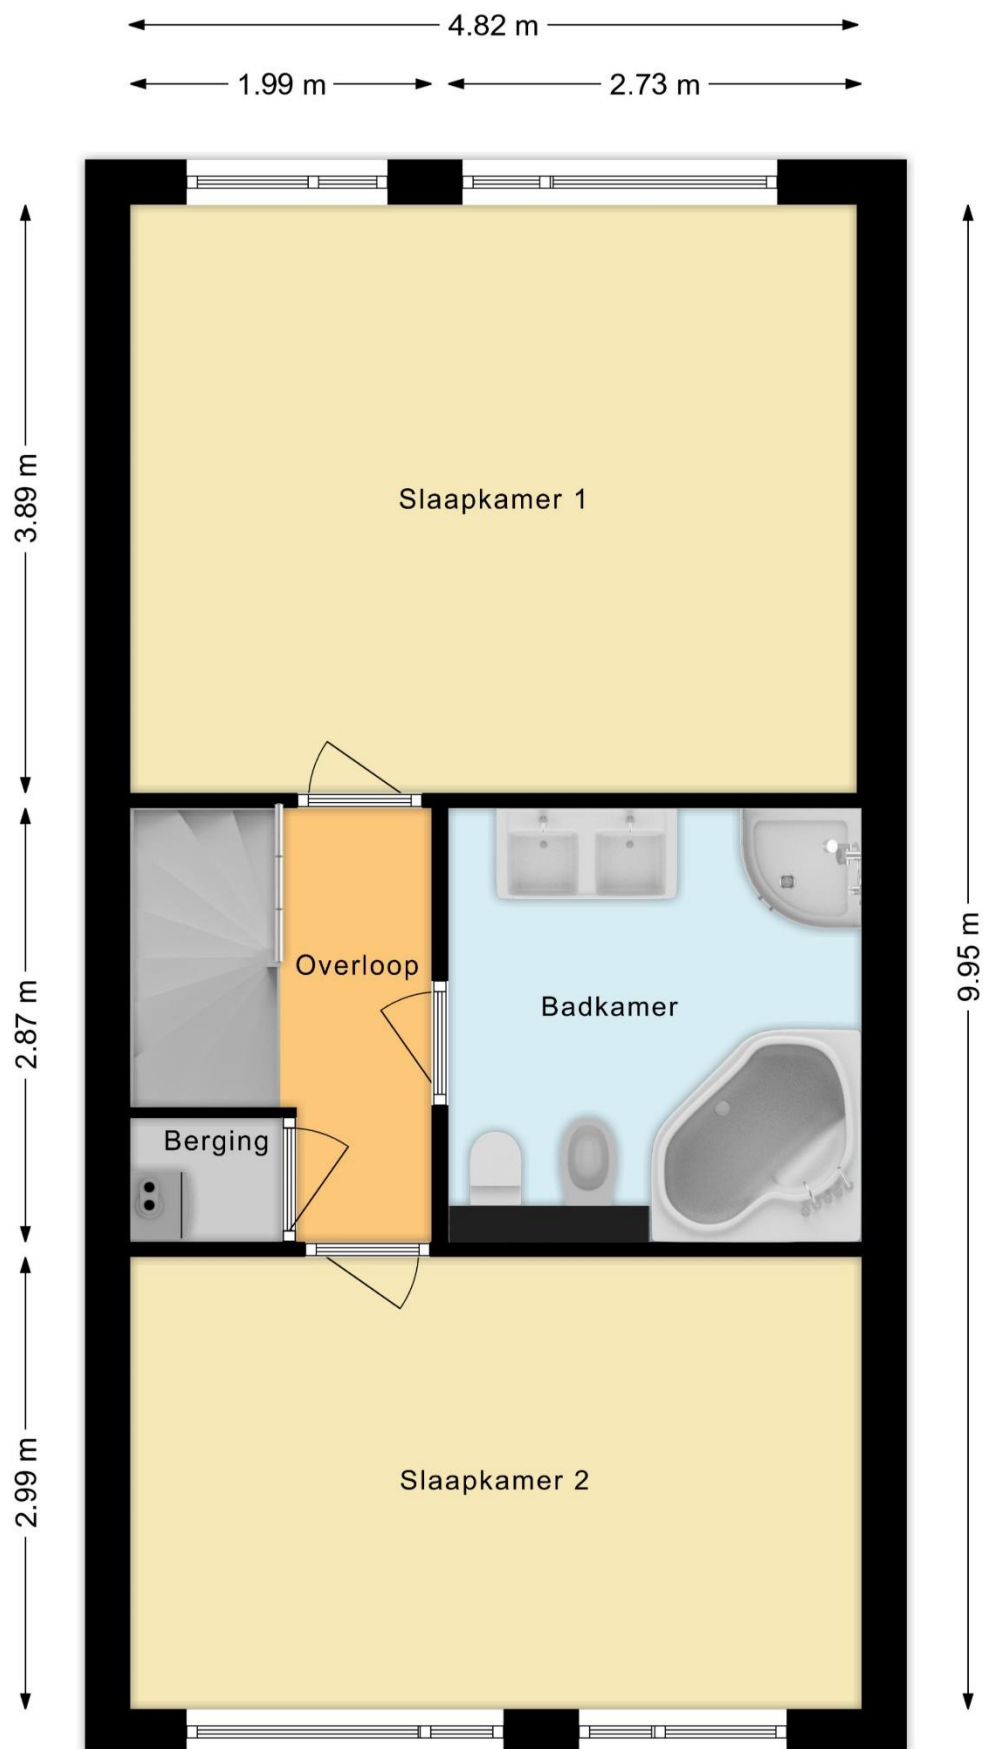 4.82 m
1.99 m
2.73 m
3.89 m
Slaapkamer 1
2.87 m
Overloop
Badkamer
9.95 m
Berging
2.99 m
Slaapkamer 2